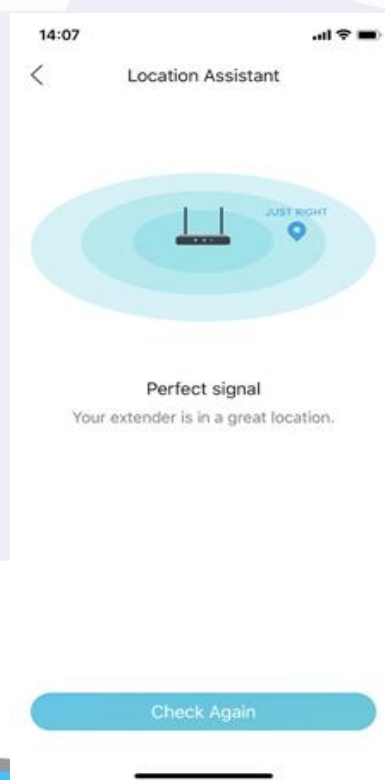 14:07
Location Assistant
JUST RIGHT
Perfect signal
Your extender is in a great location.
Check Again